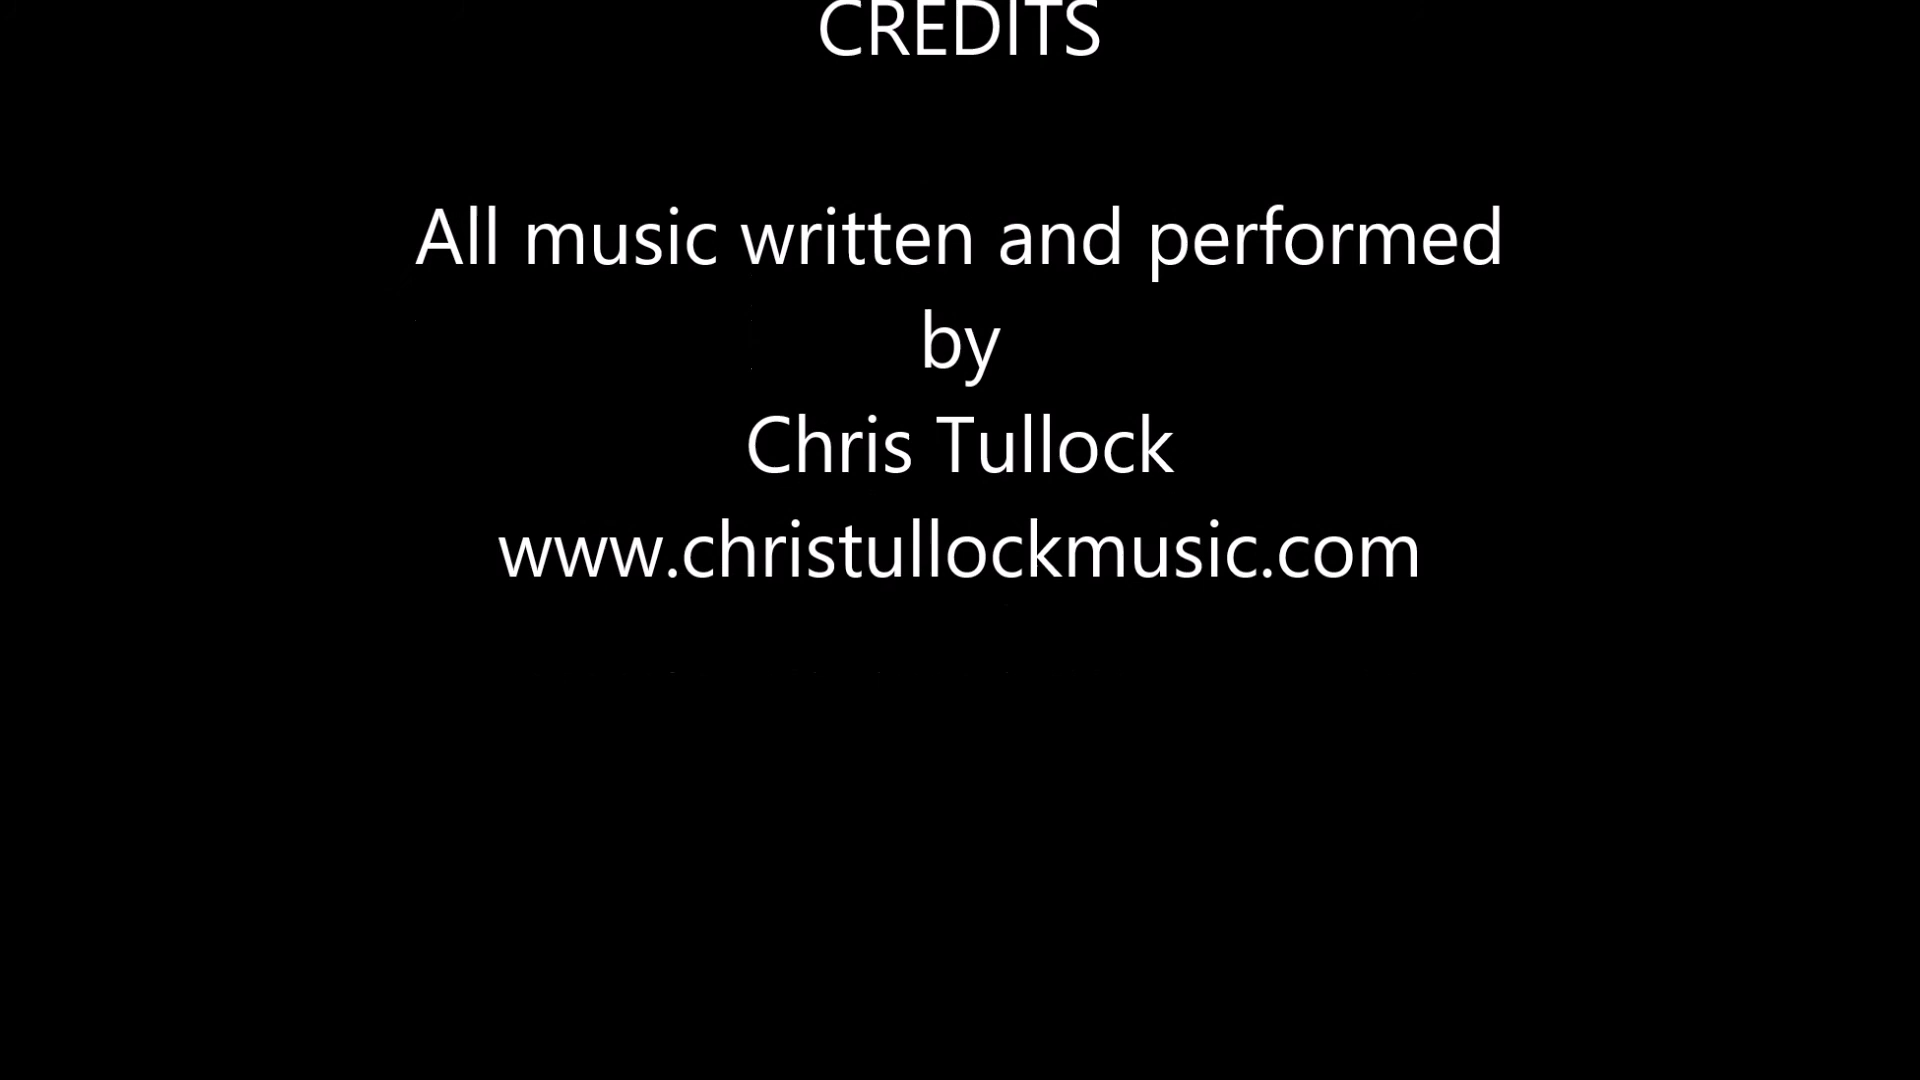 CREDITS
All music written and performed
by
Chris Tullock
www.christullockmusic.com